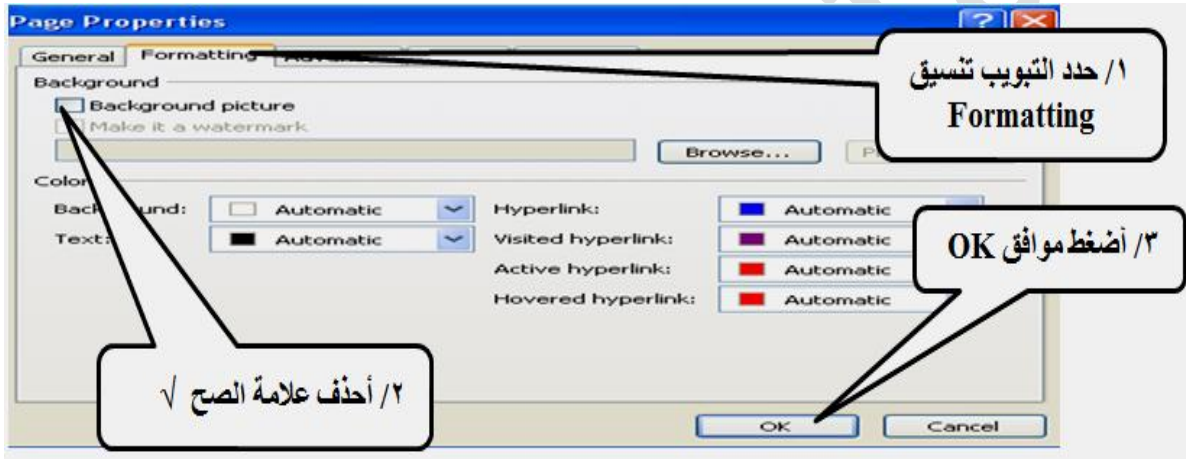 Page Properties
General Formatting
١/ حدد التبويب تنسيق
Formatting
Background
Background picture
Make it a watermark
Browse...
Background: Automatic Hyperlink: Automatic
Text: Automatic Visited hyperlink: Automatic
Active hyperlink: Automatic
Hovered hyperlink: Automatic
٣/ أضغط موافق OK
٢/ أحذف علامة الصح √
OK Cancel